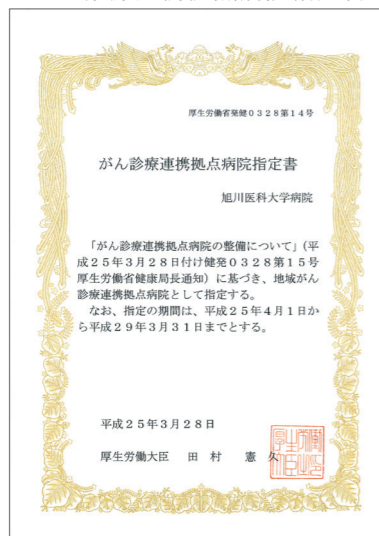 厚生労働省発健0328第14号
がん診療連携拠点病院指定書
旭川医科大学病院
「がん診療連携拠点病院の整備について」(平
成25年3月28日付け健発0328第15号
厚生労働省健康局長通知)に基づき、地域がん
診療連携拠点病院として指定する。
なお、指定の期間は、平成25年4月1日か
ら平成29年3月31日までとする。
平成25年3月28日
厚生労働大臣 田村 憲久